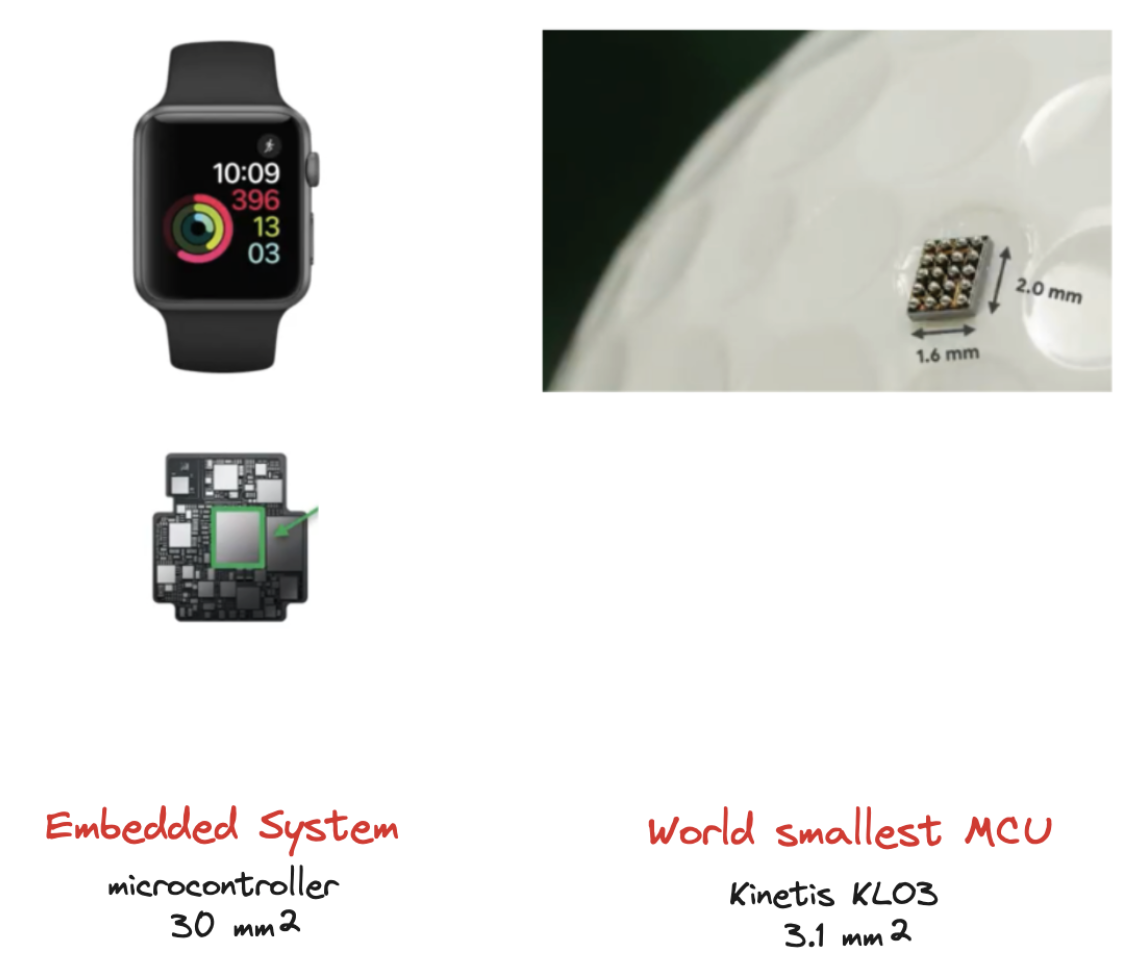 10:09
396
13
03
2.0 mm
1.6 mm
Embedded System
microcontroller
30 mm2
World smallest MCU
Kinetis KL03
3.1 mm2